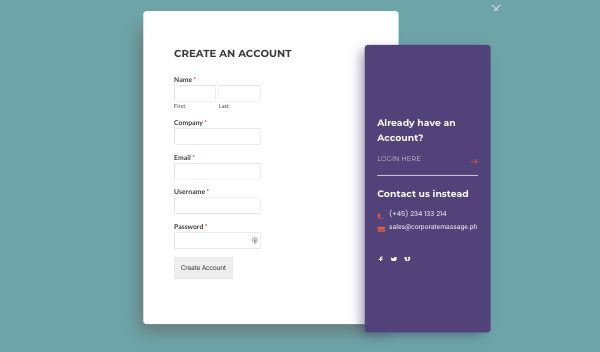 CREATE AN ACCOUNT
Name *
First Last
Company *
Email *
Username *
Password *
Create Account
Already have an
Account?
LOGIN HERE
Contact us instead
(+45) 234 133 214
sales@corporatemassage.ph